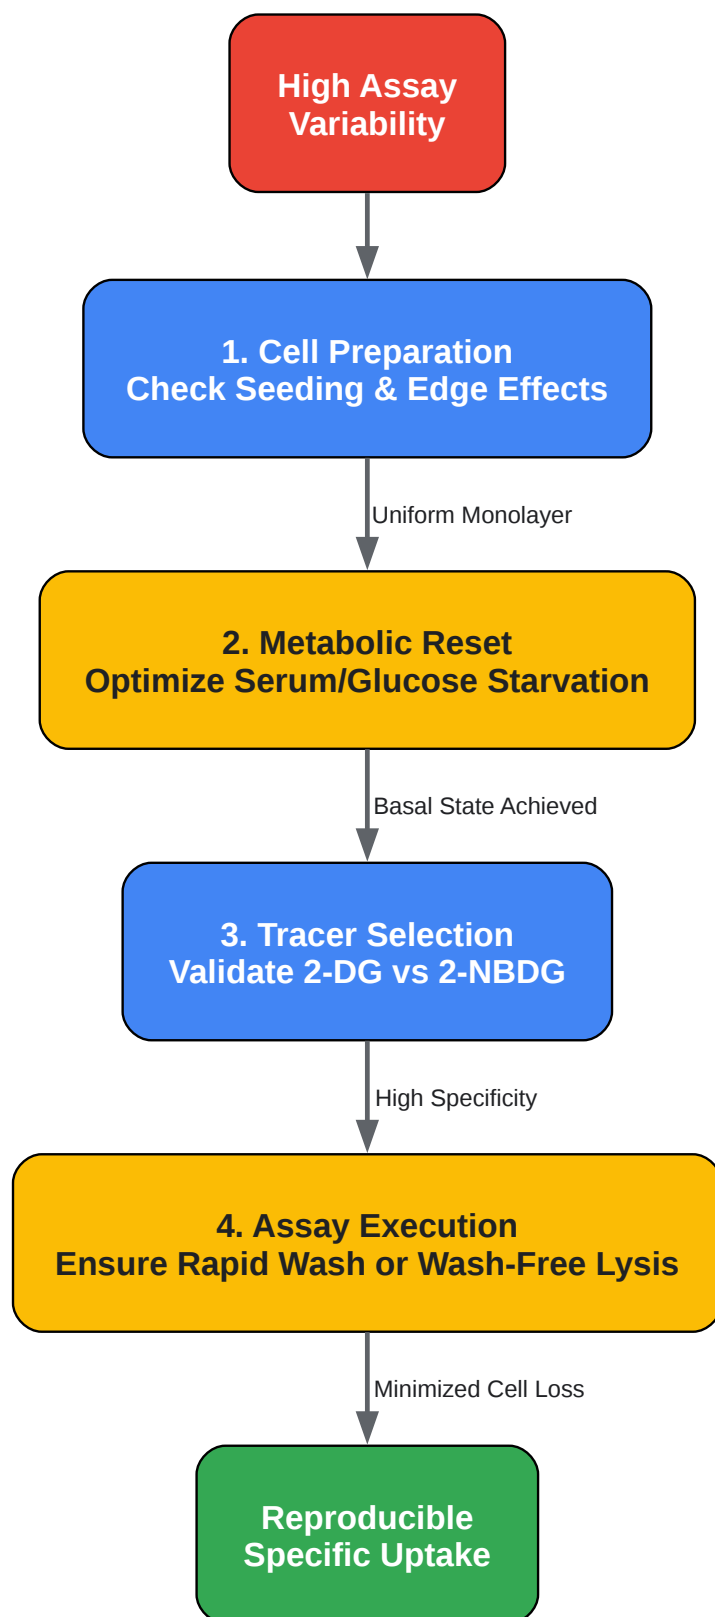 High Assay
Variability
1. Cell Preparation
Check Seeding & Edge Effects
Uniform Monolayer
2. Metabolic Reset
Optimize Serum/Glucose Starvation
Basal State Achieved
3. Tracer Selection
Validate 2-DG vs 2-NBDG
High Specificity
4. Assay Execution
Ensure Rapid Wash or Wash-Free Lysis
Minimized Cell Loss
Reproducible
Specific Uptake